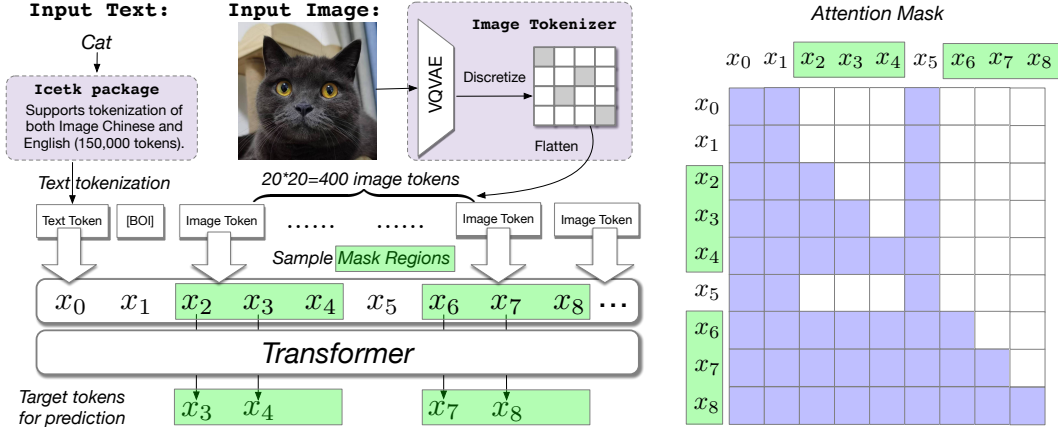 Input Text:
Input Image:
Attention Mask
Cat
Image Tokenizer
Icetk package
Supports tokenization of
both Image Chinese and
English (150,000 tokens).
VQVAE
Discretize
Flatten
Text tokenization
20*20=400 image tokens
Text Token
[BOI]
Image Token
......
......
Image Token
Image Token
Sample Mask Regions
x0 x1 x2 x3 x4 x5 x6 x7 x8 ...
Transformer
Target tokens
for prediction
x3 x4 x7 x8
x0 x1 x2 x3 x4 x5 x6 x7 x8
x0
x1
x2
x3
x4
x5
x6
x7
x8